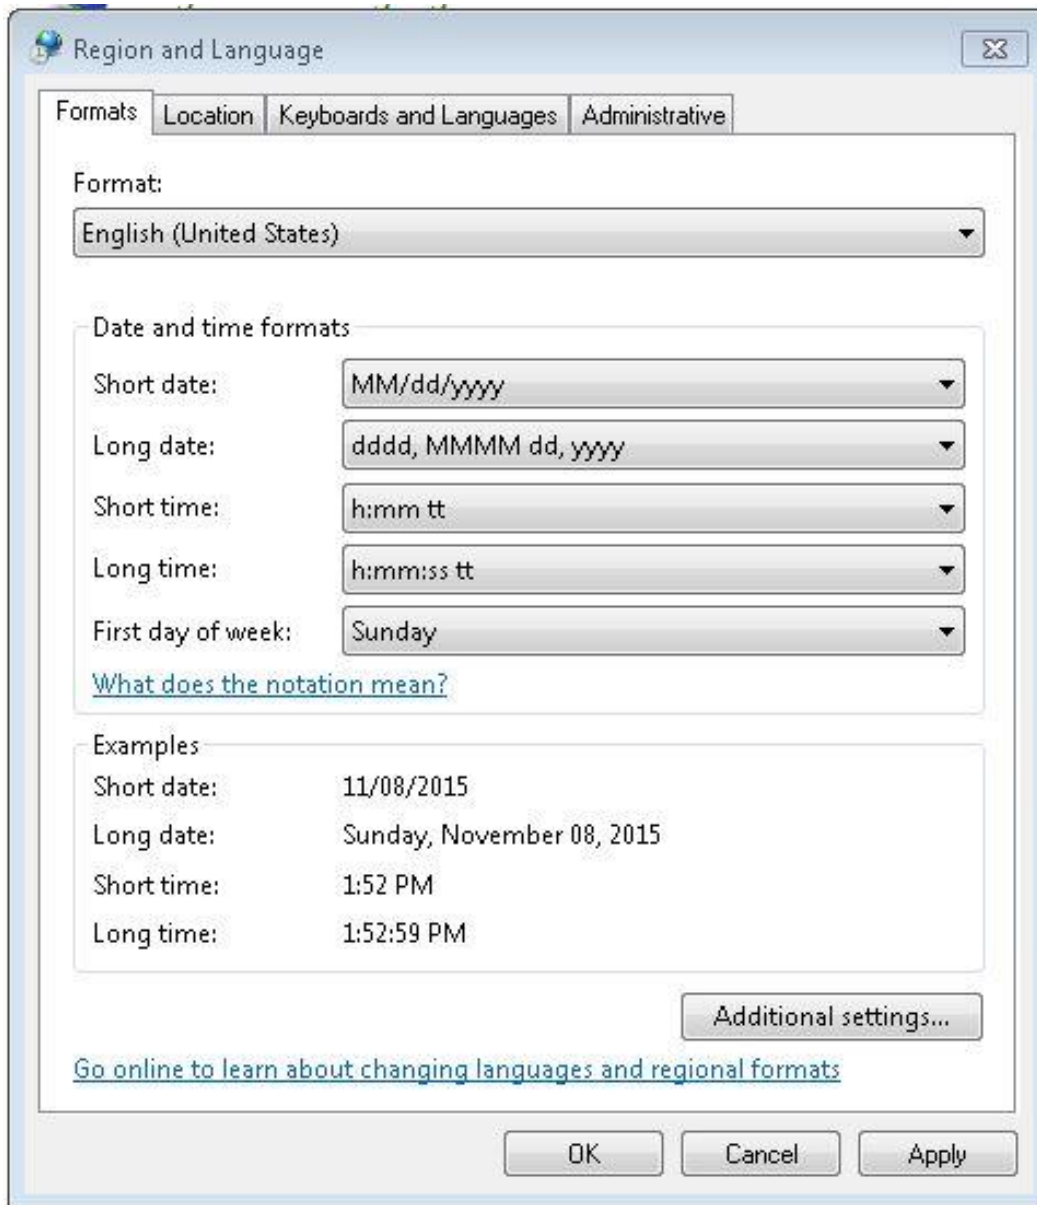 Region and Language
Formats Location Keyboards and Languages Administrative
Format:
English (United States)
Date and time formats
Short date: MM/dd/yyyy
Long date: dddd, MMMM dd, yyyy
Short time: h:mm tt
Long time: h:mm:ss tt
First day of week: Sunday
What does the notation mean?
Examples
Short date: 11/08/2015
Long date: Sunday, November 08, 2015
Short time: 1:52 PM
Long time: 1:52:59 PM
Additional settings...
Go online to learn about changing languages and regional formats
OK Cancel Apply